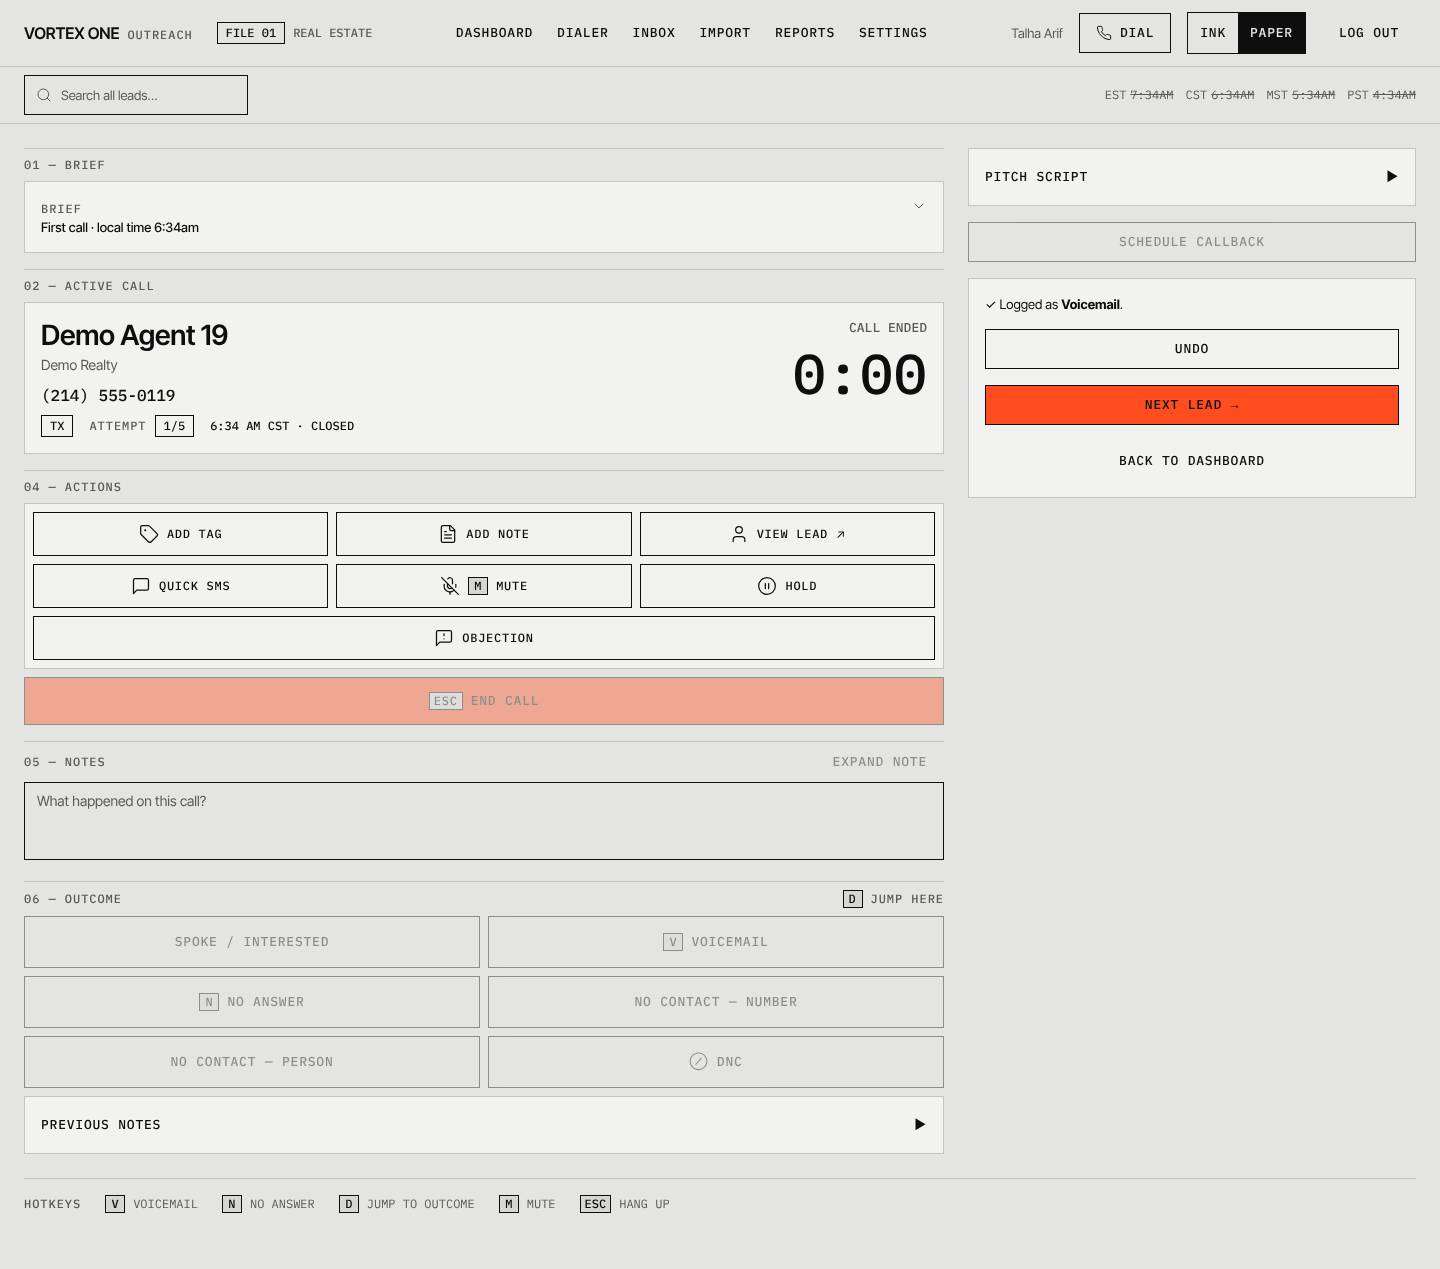 VORTEX ONE OUTREACH FILE 01 REAL ESTATE DASHBOARD DIALER INBOX IMPORT REPORTS SETTINGS Talha Arif DIAL INK PAPER LOG OUT
Search all leads... EST 7:34AM CST 6:34AM MST 5:34AM PST 4:34AM
01 — BRIEF
BRIEF
First call · local time 6:34am
02 — ACTIVE CALL
Demo Agent 19
Demo Realty
(214) 555-0119
TX ATTEMPT 1/5 6:34 AM CST · CLOSED
CALL ENDED
0:00
04 — ACTIONS
ADD TAG ADD NOTE VIEW LEAD ↗
QUICK SMS M MUTE HOLD
OBJECTION
ESC END CALL
05 — NOTES EXPAND NOTE
What happened on this call?
06 — OUTCOME D JUMP HERE
SPOKE / INTERESTED V VOICEMAIL
N NO ANSWER NO CONTACT — NUMBER
NO CONTACT — PERSON DNC
PREVIOUS NOTES
PITCH SCRIPT
SCHEDULE CALLBACK
✓ Logged as Voicemail.
UNDO
NEXT LEAD →
BACK TO DASHBOARD
HOTKEYS V VOICEMAIL N NO ANSWER D JUMP TO OUTCOME M MUTE ESC HANG UP